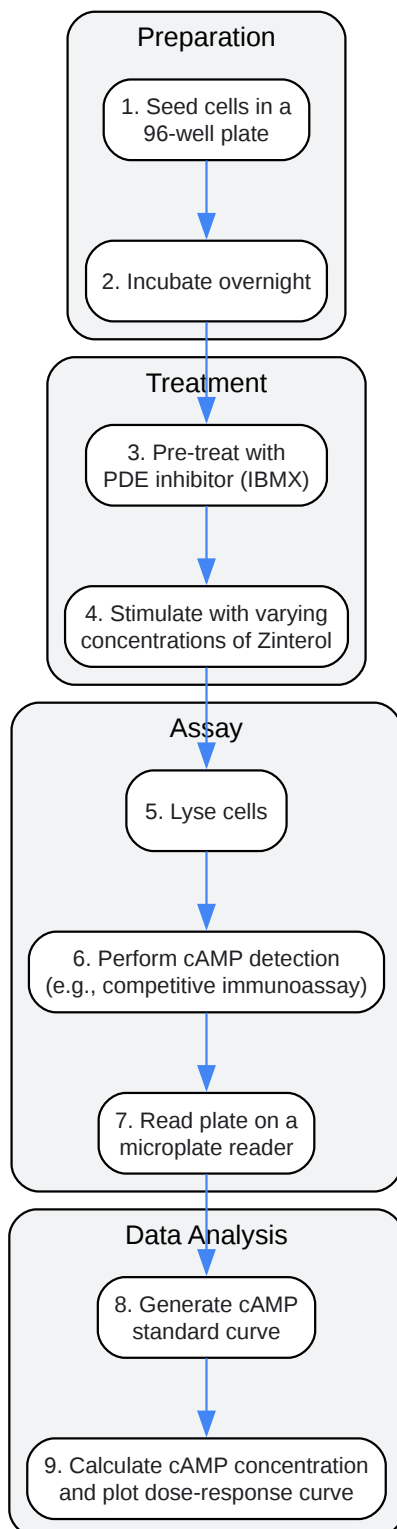 Preparation
1. Seed cells in a
96-well plate
2. Incubate overnight
Treatment
3. Pre-treat with
PDE inhibitor (IBMX)
4. Stimulate with varying
concentrations of Zinterol
Assay
5. Lyse cells
6. Perform cAMP detection
(e.g., competitive immunoassay)
7. Read plate on a
microplate reader
Data Analysis
8. Generate cAMP
standard curve
9. Calculate cAMP concentration
and plot dose-response curve